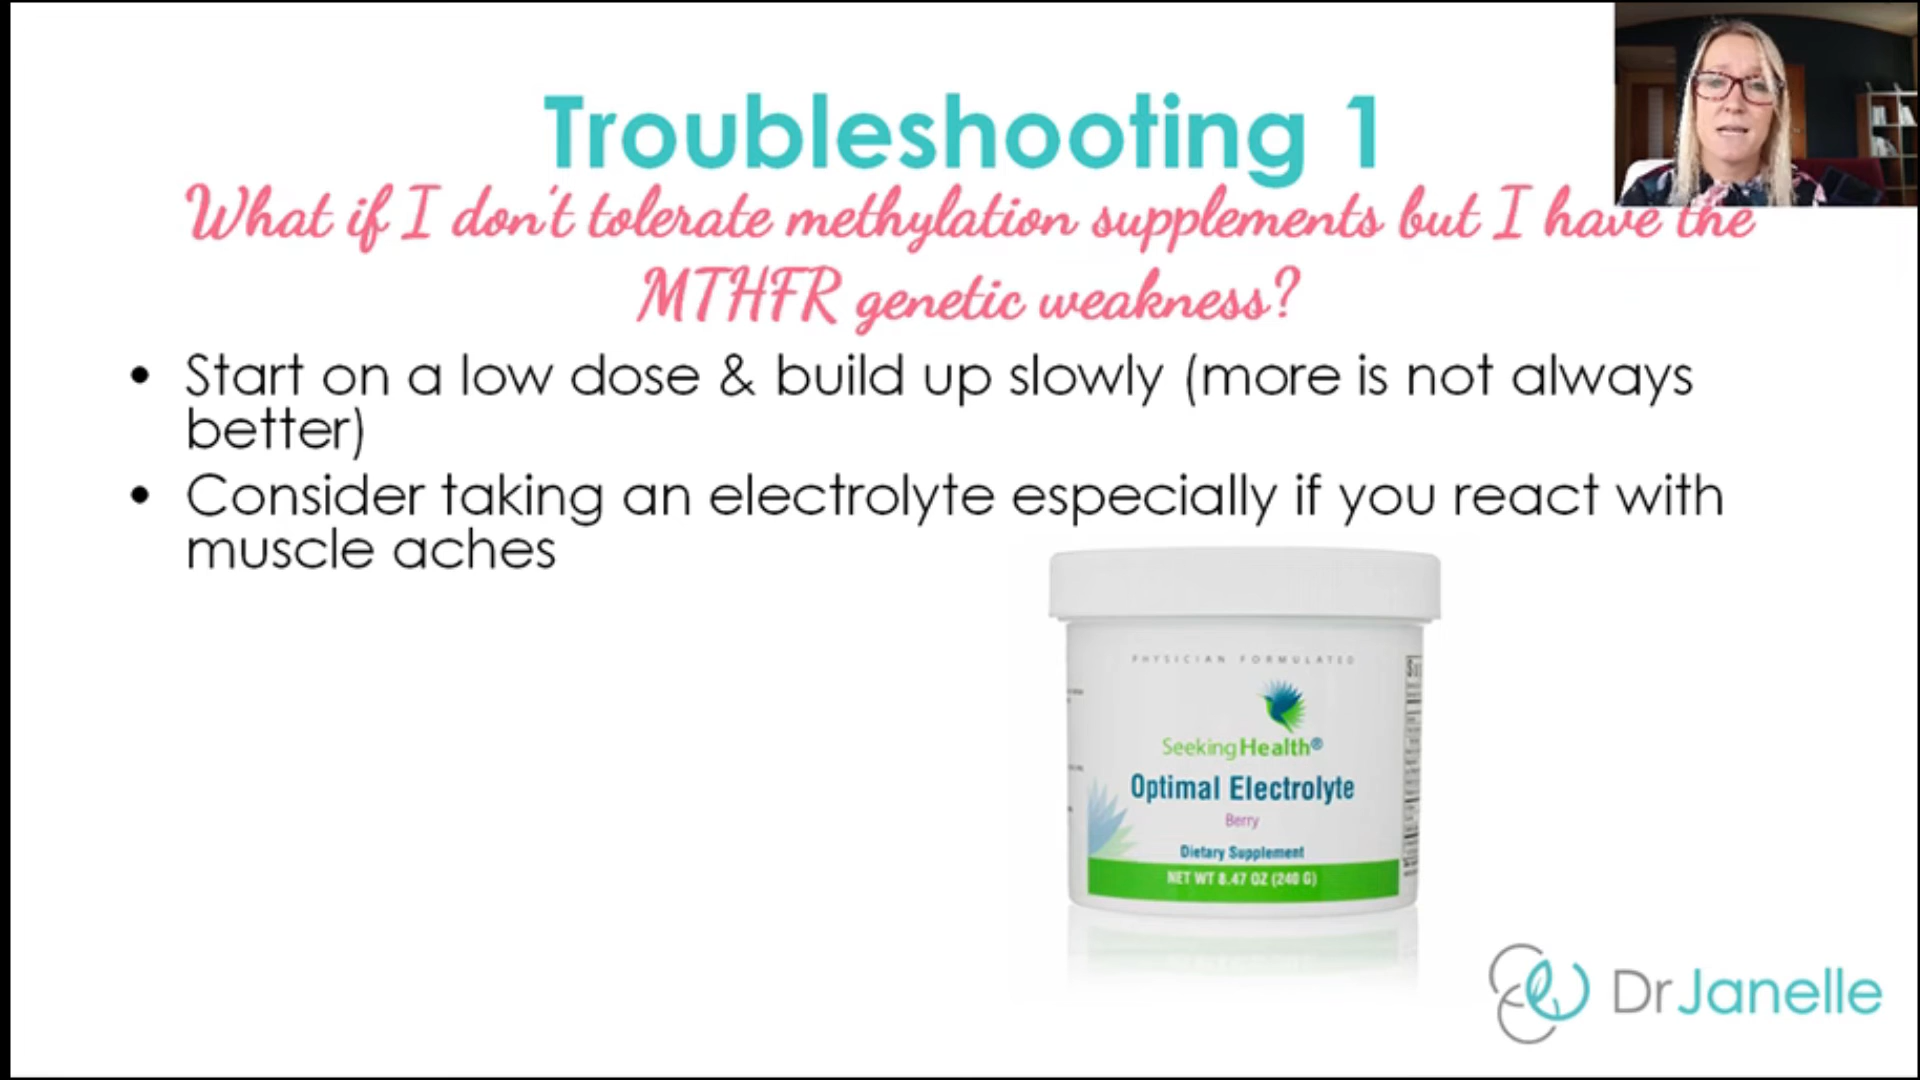 Troubleshooting 1
What if I don't tolerate methylation supplements but I have the
MTHFR genetic weakness?
• Start on a low dose & build up slowly (more is not always
better)
• Consider taking an electrolyte especially if you react with
muscle aches
PHYSICIAN FORMULATED
SeekingHealth®
Optimal Electrolyte
Berry
Dietary Supplement
NET WT 8.47 OZ (240 G)
Dr Janelle